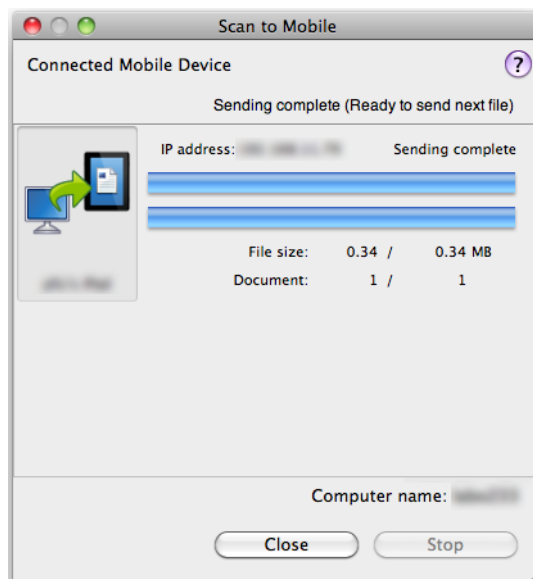 Scan to Mobile
Connected Mobile Device ?
Sending complete (Ready to send next file)
IP address: Sending complete
File size: 0.34 / 0.34 MB
Document: 1 / 1
Computer name:
Close Stop